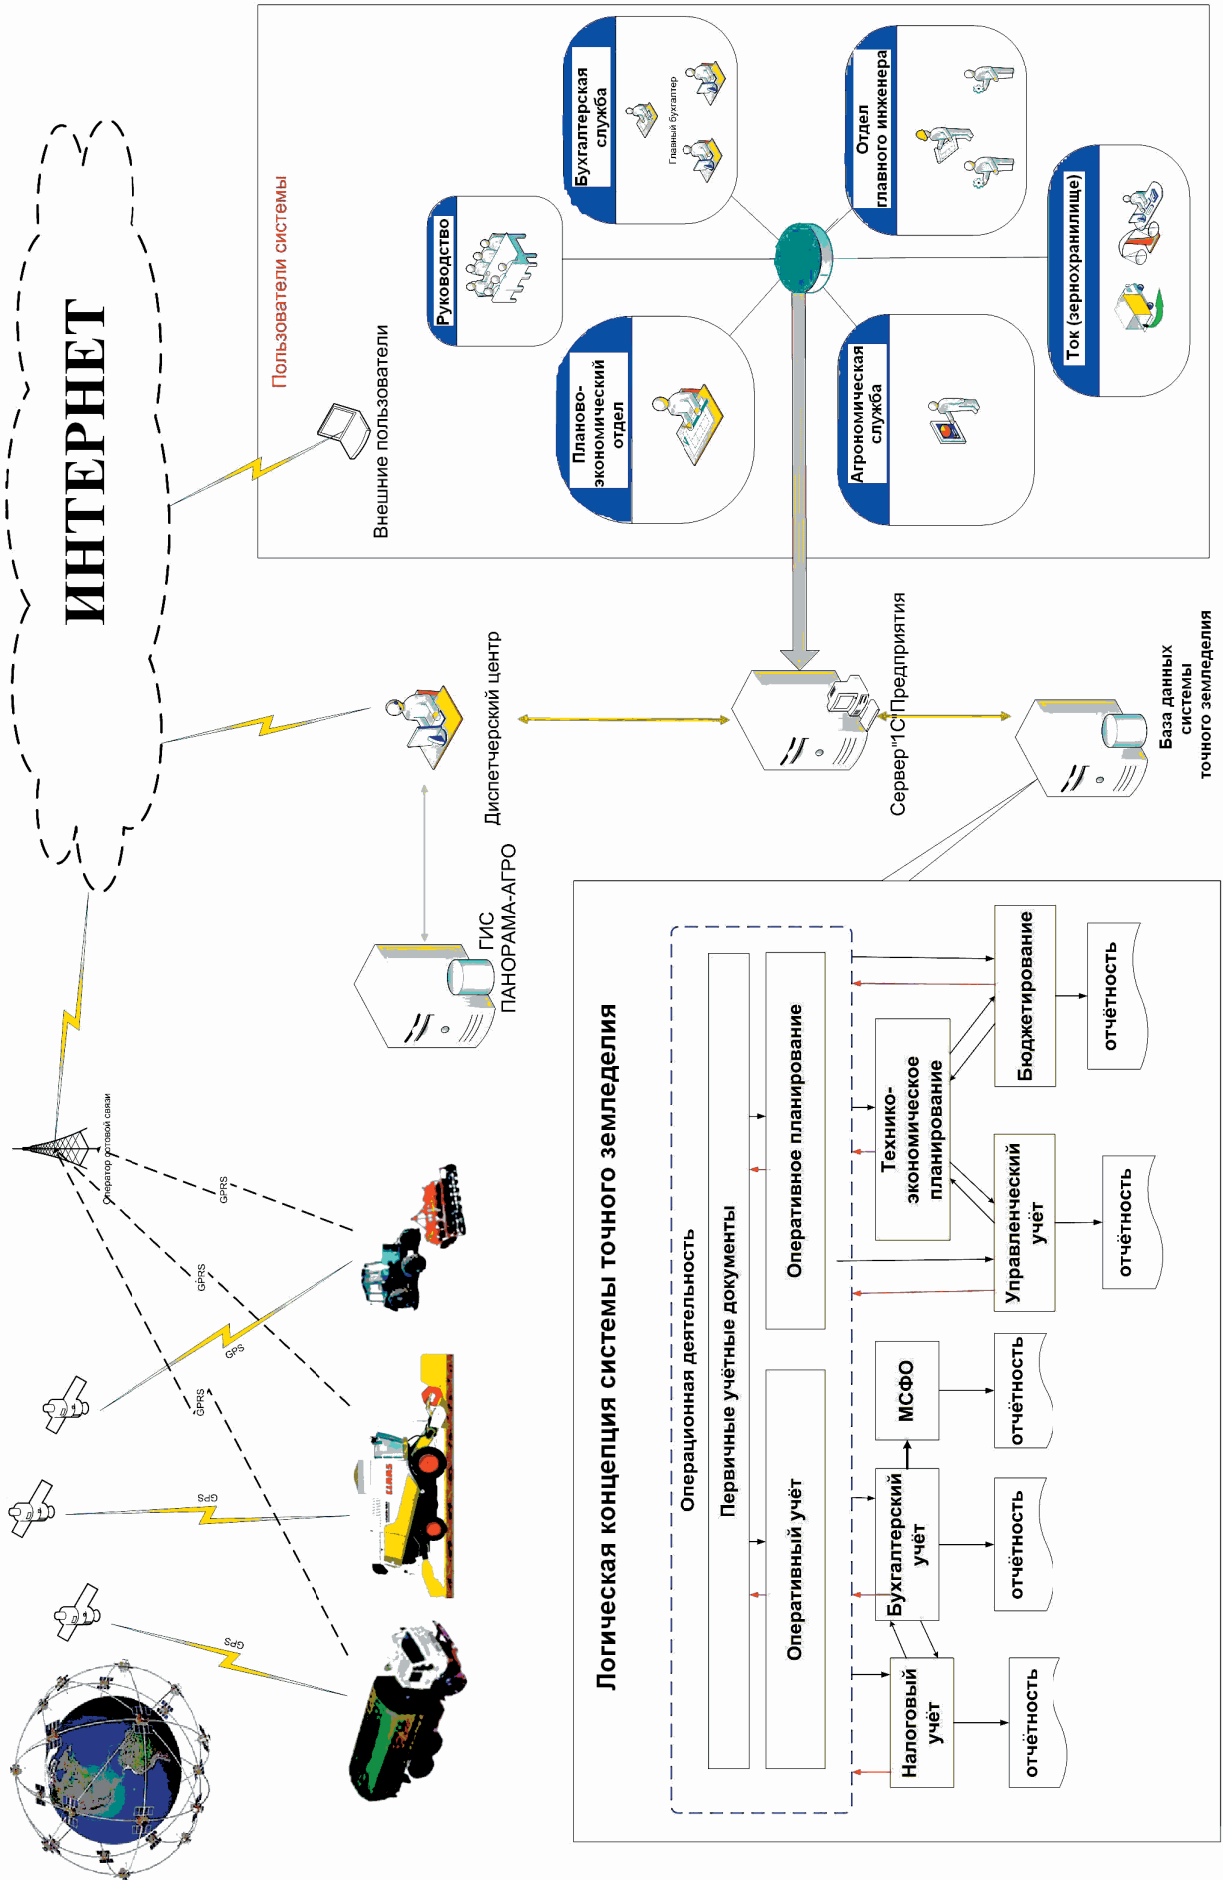 ИНТЕРНЕТ
Оператор сотовой связи
GPRS
GPRS
GPRS
GPS
GPS
GPS
ГИС
ПАНОРАМА-АГРО
Диспетчерский центр
Внешние пользователи
Пользователи системы
Руководство
Бухгалтерская
служба
Главный бухгалтер
Планово-
экономический
отдел
Агрономическая
служба
Отдел
главного инженера
Ток (зернохранилище)
Сервер"1С"Предприятия
База данных
системы
точного земледелия
Логическая концепция системы точного земледелия
Операционная деятельность
Первичные учётные документы
Оперативный учёт
Оперативное планирование
Налоговый
учёт
Бухгалтерский
учёт
МСФО
Технико-
экономическое
планирование
Управленческий
учёт
Бюджетирование
отчётность
отчётность
отчётность
отчётность
отчётность
CLAAS